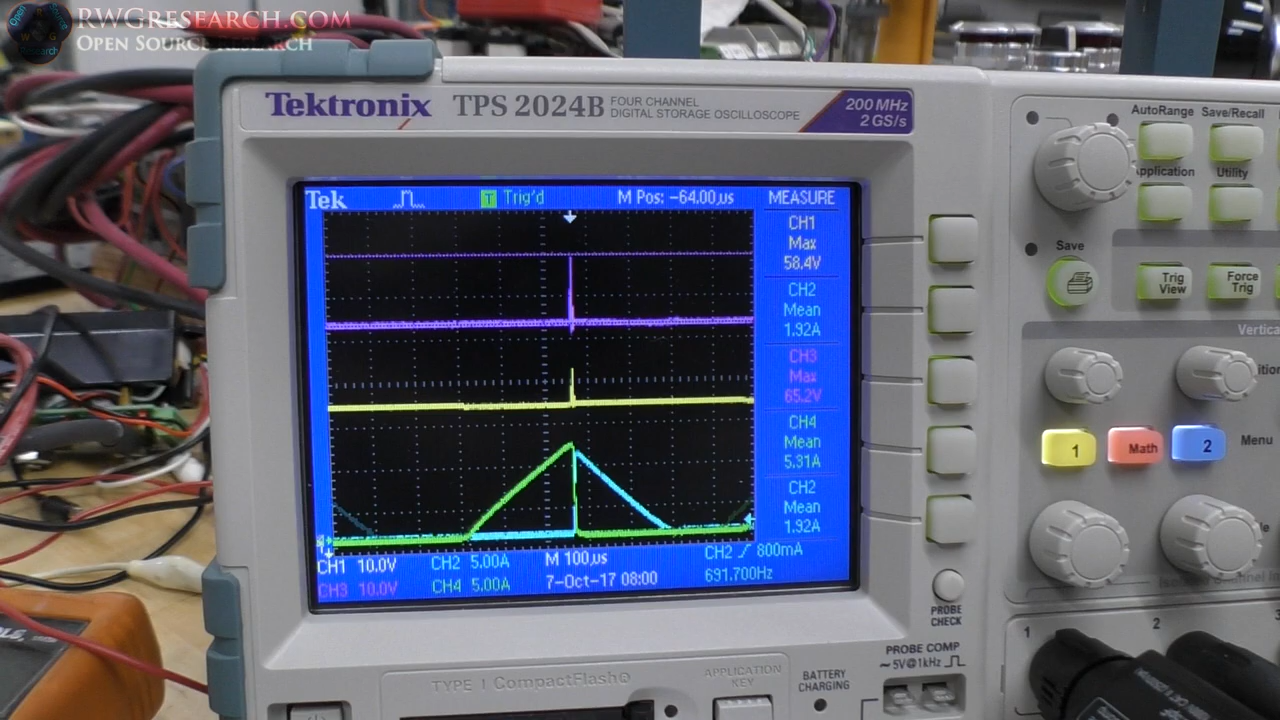 RWGresearch.com
Open Source Research
Tektronix TPS 2024B FOUR CHANNEL DIGITAL STORAGE OSCILLOSCOPE
200 MHz
2 GS/s
Tek T Trig'd M Pos: -64.00µs MEASURE
CH1
Max
58.4V
CH2
Mean
1.92A
CH3
Max
65.2V
CH4
Mean
5.31A
CH2
Mean
1.92A
CH1 10.0V CH2 5.00A M 100µs CH2 800mA
CH3 10.0V CH4 5.00A 7-Oct-17 08:00 691.700Hz
AutoRange Save/Recall
Application Utility
Save
Trig View
Force Trig
1 Math 2 Menu
PROBE CHECK
1 2
PROBE COMP
~5V@1kHz
TYPE I CompactFlash®
APPLICATION KEY
BATTERY CHARGING